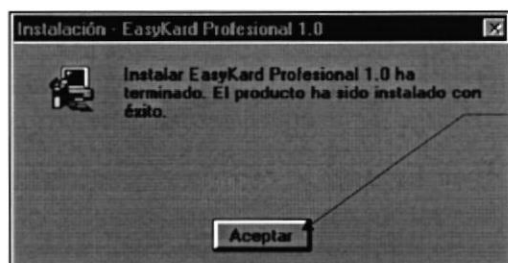 Instalación - EasyKard Profesional 1.0
Instalar EasyKard Profesional 1.0 ha
terminado. El producto ha sido instalado con
éxito.
Aceptar